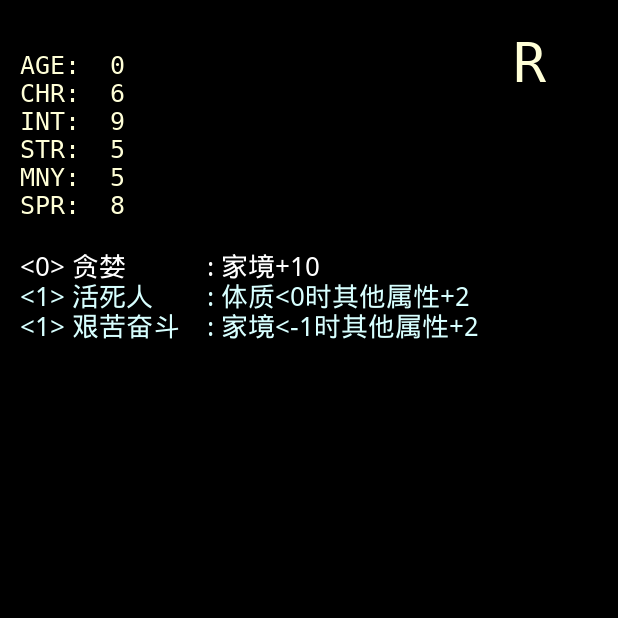 R
AGE: 0
CHR: 6
INT: 9
STR: 5
MNY: 5
SPR: 8
<0> 贪婪 : 家境+10
<1> 活死人 : 体质<0时其他属性+2
<1> 艰苦奋斗 : 家境<-1时其他属性+2